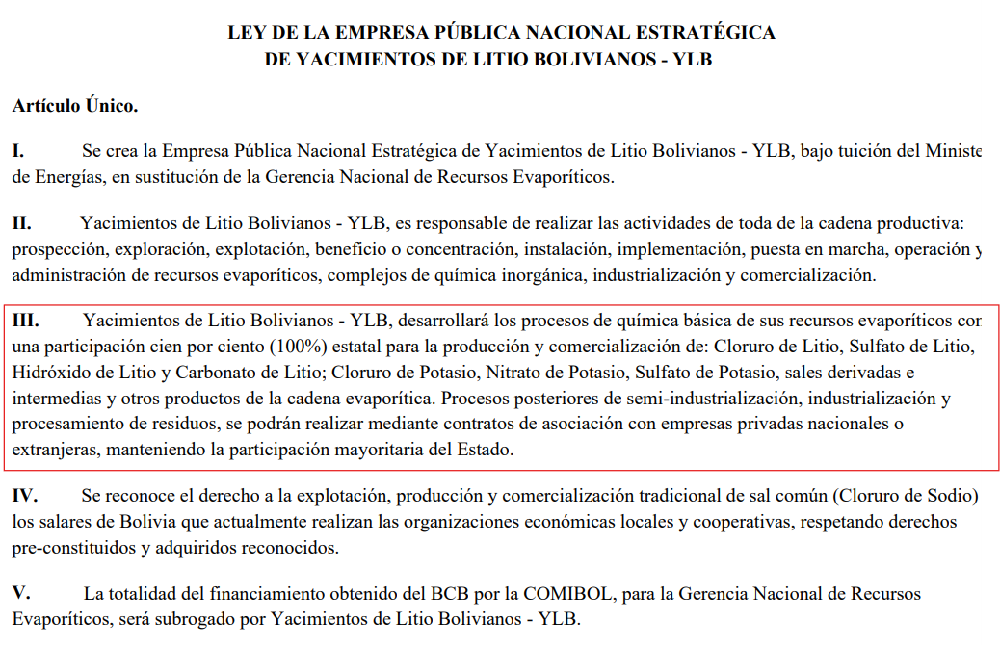 LEY DE LA EMPRESA PÚBLICA NACIONAL ESTRATÉGICA
DE YACIMIENTOS DE LITIO BOLIVIANOS - YLB
Artículo Único.
I. Se crea la Empresa Pública Nacional Estratégica de Yacimientos de Litio Bolivianos - YLB, bajo tuición del Ministe
de Energías, en sustitución de la Gerencia Nacional de Recursos Evaporíticos.
II. Yacimientos de Litio Bolivianos - YLB, es responsable de realizar las actividades de toda de la cadena productiva:
prospección, exploración, explotación, beneficio o concentración, instalación, implementación, puesta en marcha, operación y
administración de recursos evaporíticos, complejos de química inorgánica, industrialización y comercialización.
III. Yacimientos de Litio Bolivianos - YLB, desarrollará los procesos de química básica de sus recursos evaporíticos con
una participación cien por ciento (100%) estatal para la producción y comercialización de: Cloruro de Litio, Sulfato de Litio,
Hidróxido de Litio y Carbonato de Litio; Cloruro de Potasio, Nitrato de Potasio, Sulfato de Potasio, sales derivadas e
intermedias y otros productos de la cadena evaporítica. Procesos posteriores de semi-industrialización, industrialización y
procesamiento de residuos, se podrán realizar mediante contratos de asociación con empresas privadas nacionales o
extranjeras, manteniendo la participación mayoritaria del Estado.
IV. Se reconoce el derecho a la explotación, producción y comercialización tradicional de sal común (Cloruro de Sodio)
los salares de Bolivia que actualmente realizan las organizaciones económicas locales y cooperativas, respetando derechos
pre-constituidos y adquiridos reconocidos.
V. La totalidad del financiamiento obtenido del BCB por la COMIBOL, para la Gerencia Nacional de Recursos
Evaporíticos, será subrogado por Yacimientos de Litio Bolivianos - YLB.